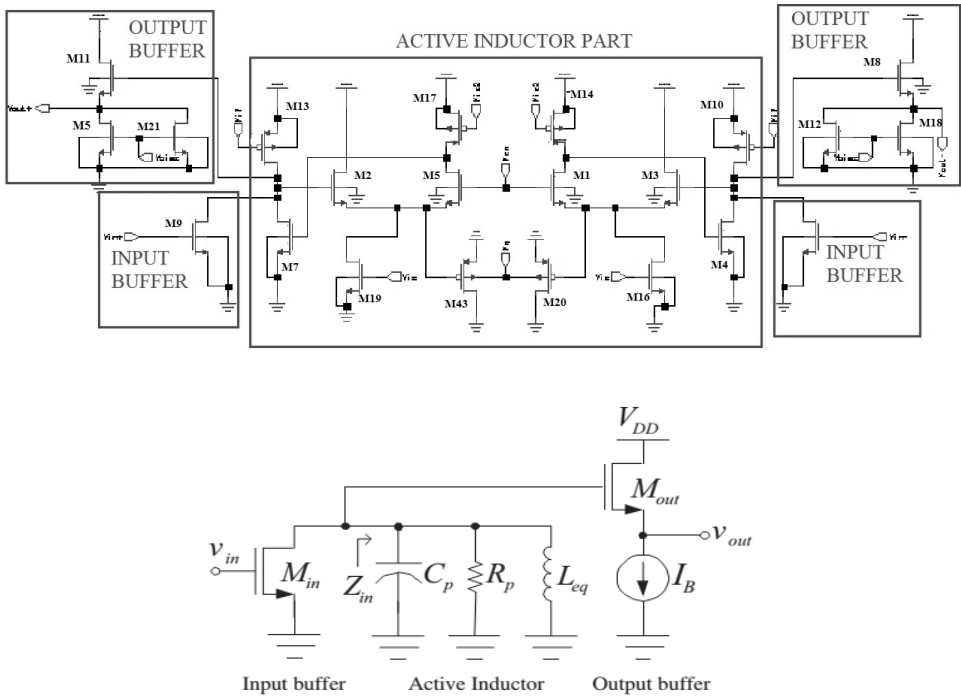 OUTPUT
BUFFER
M11
Vout+
M5
M21
Vbias
ACTIVE INDUCTOR PART
OUTPUT
BUFFER
M8
M12
M18
Vbias
Vout-
M13
M17
M14
M10
M2
M5
M1
M3
M9
INPUT
BUFFER
M7
M19
M43
M20
M16
M4
INPUT
BUFFER
V_DD
M_out
v_in
M_in
Z_in
C_p
R_p
L_eq
v_out
I_B
Input buffer
Active Inductor
Output buffer